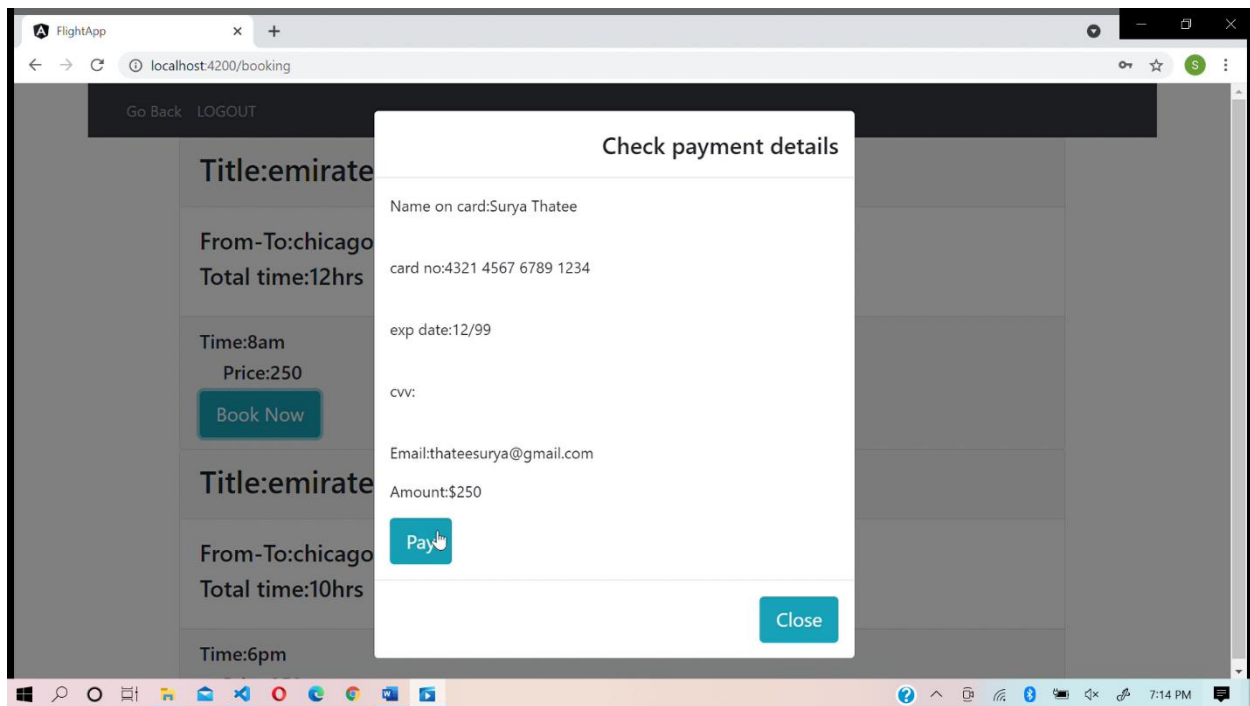 FlightApp
localhost:4200/booking
S
Go Back LOGOUT
Title:emirate
From-To:chicago
Total time:12hrs
Time:8am
Price:250
Book Now
Title:emirate
From-To:chicago
Total time:10hrs
Time:6pm
Check payment details
Name on card:Surya Thatee
card no:4321 4567 6789 1234
exp date:12/99
cvv:
Email:thateesurya@gmail.com
Amount:$250
Pay
Close
7:14 PM